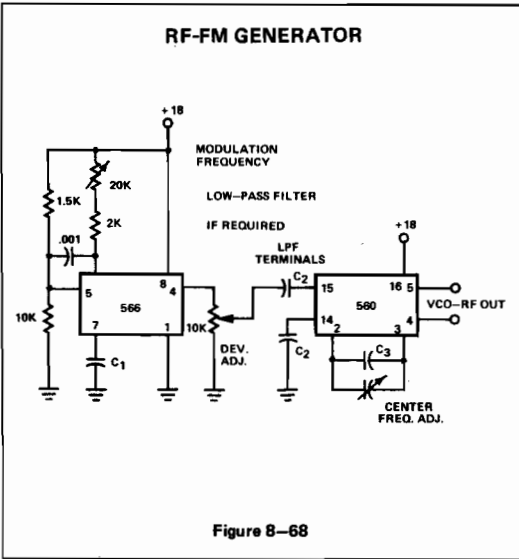 RF-FM GENERATOR
+18
MODULATION
FREQUENCY
20K
1.5K
LOW-PASS FILTER
2K
IF REQUIRED
+18
.001
LPF
TERMINALS
C2
5
8
4
15
16
5
566
560
VCO-RF OUT
10K
7
1
10K
14
4
2
3
C1
DEV.
ADJ.
C2
C3
CENTER
FREQ. ADJ.
Figure 8-68